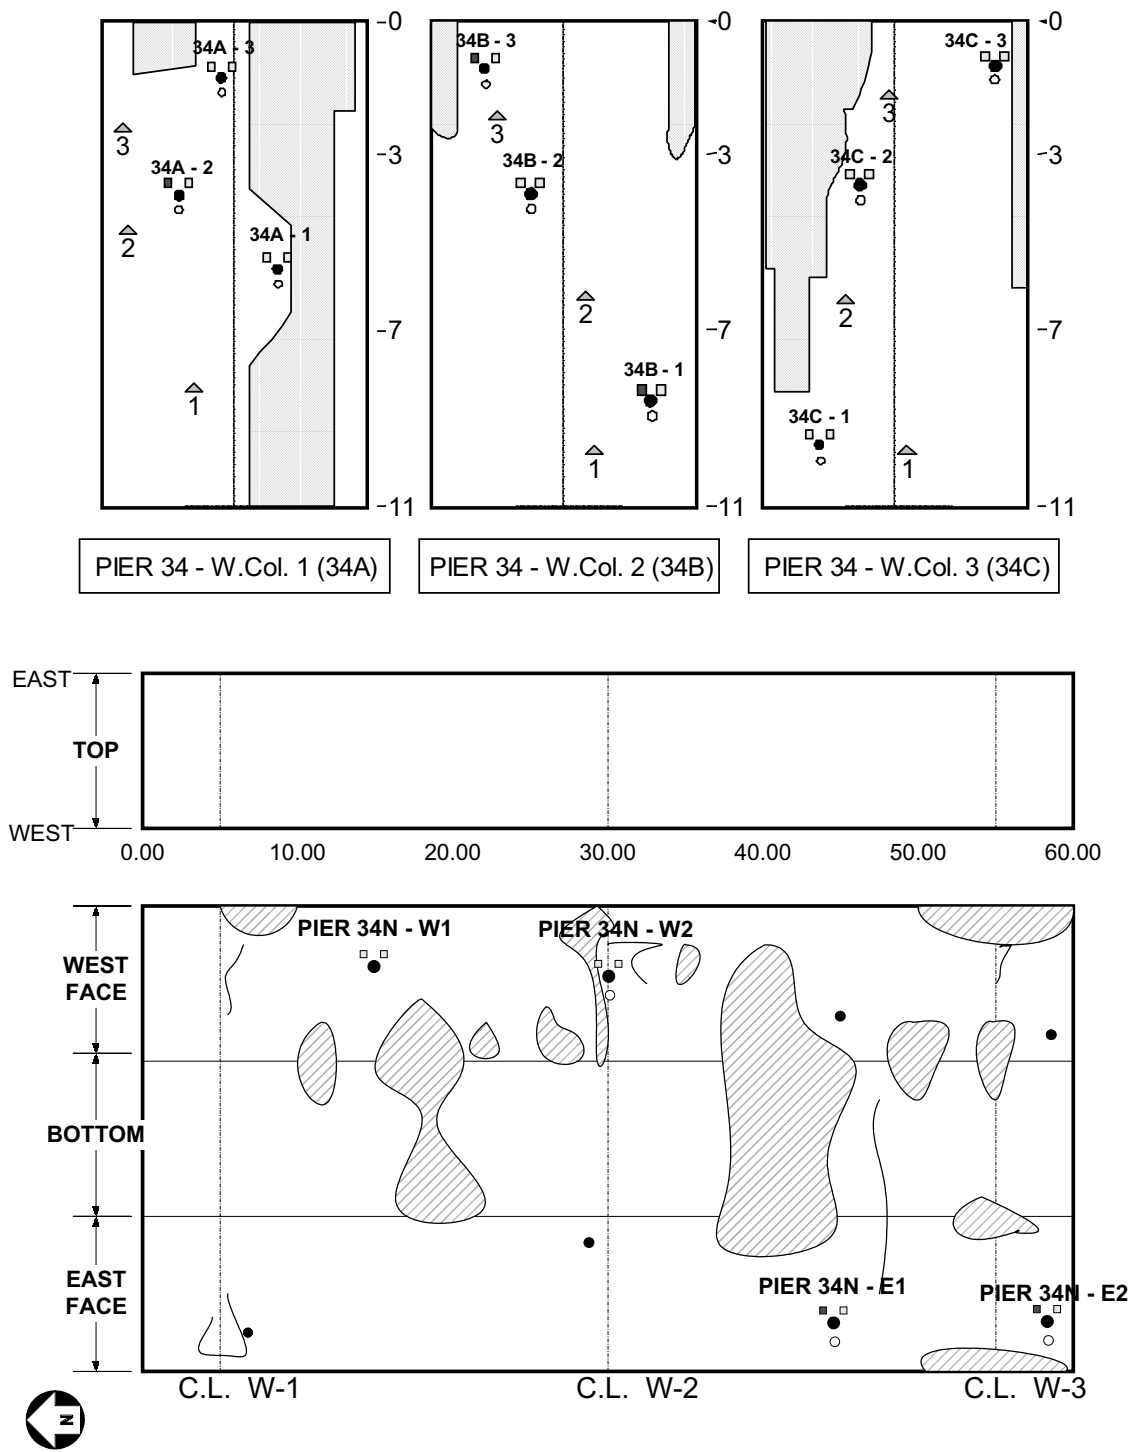 0
34A - 3
3
3
34A - 2
2
34A - 1
7
1
11
0
34B - 3
3
3
34B - 2
2
7
34B - 1
1
11
0
34C - 3
3
3
34C - 2
2
7
34C - 1
1
11
PIER 34 - W.Col. 1 (34A)
PIER 34 - W.Col. 2 (34B)
PIER 34 - W.Col. 3 (34C)
EAST
TOP
WEST
0.00 10.00 20.00 30.00 40.00 50.00 60.00
PIER 34N - W1
PIER 34N - W2
WEST
FACE
BOTTOM
EAST
FACE
PIER 34N - E1
PIER 34N - E2
C.L. W-1
C.L. W-2
C.L. W-3
N